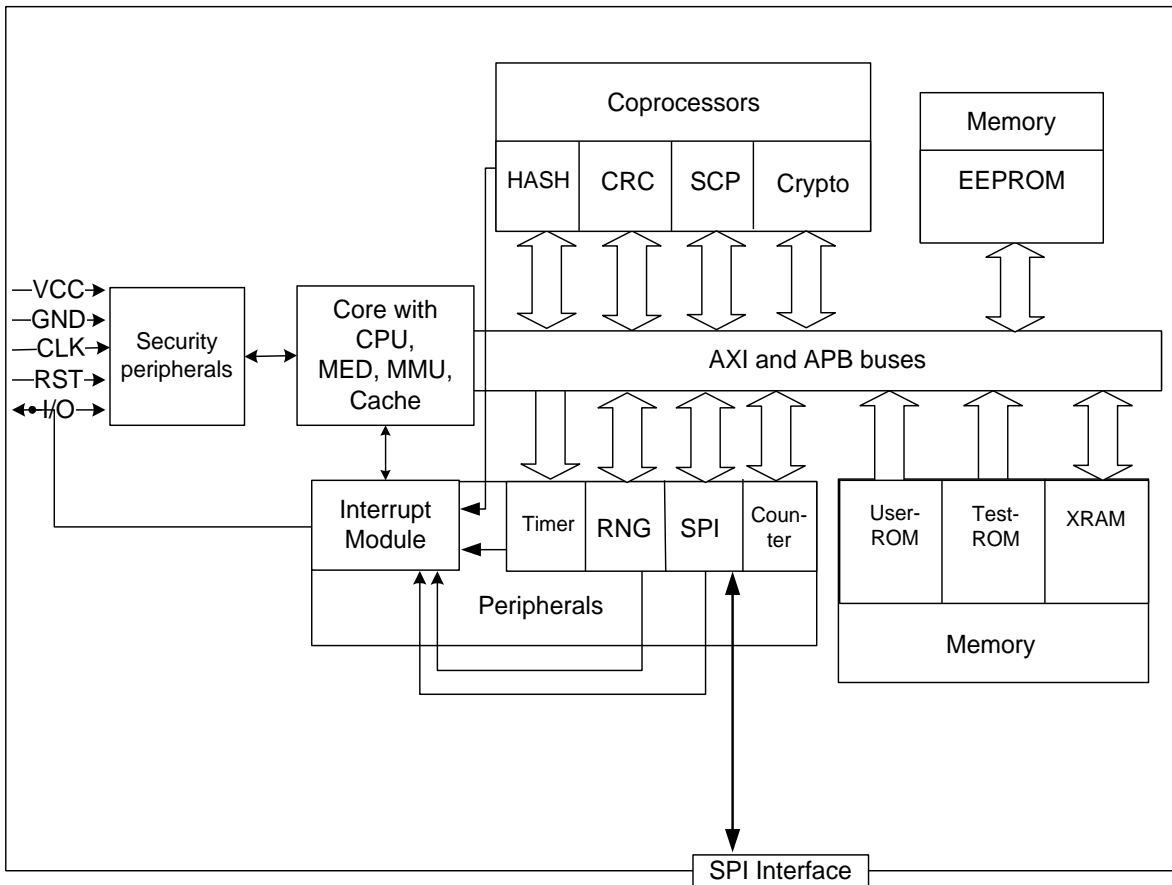 Coprocessors
HASH
CRC
SCP
Crypto
Memory
EEPROM
VCC
GND
CLK
RST
I/O
Security
peripherals
Core with
CPU,
MED, MMU,
Cache
AXI and APB buses
Interrupt
Module
Timer
RNG
SPI
Coun-
ter
Peripherals
User-
ROM
Test-
ROM
XRAM
Memory
SPI Interface